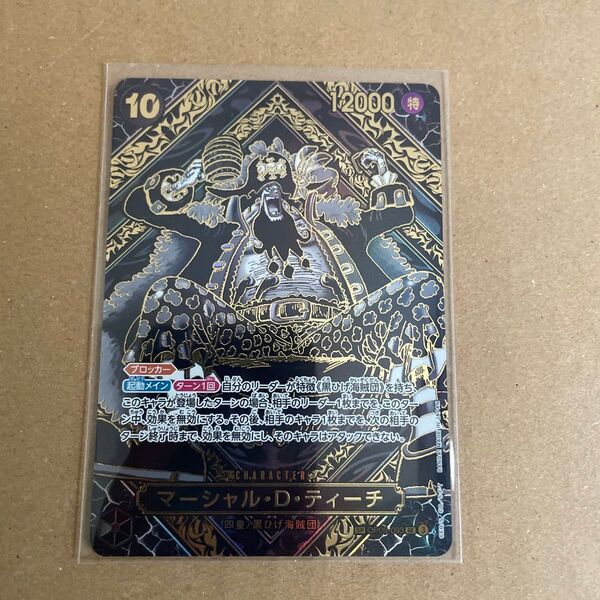 10
12000 特
ブロッカー
起動メイン ターン1回 自分のリーダーが特徴《黒ひげ海賊団》を持ち、
このキャラが登場したターンの場合、相手のリーダー1枚までを、このター
ン中、効果を無効にする。その後、相手のキャラ1枚までを、次の相手の
ターン終了時まで、効果を無効にし、そのキャラはアタックできない。
CHARACTER
マーシャル・D・ティーチ
四皇/黒ひげ海賊団